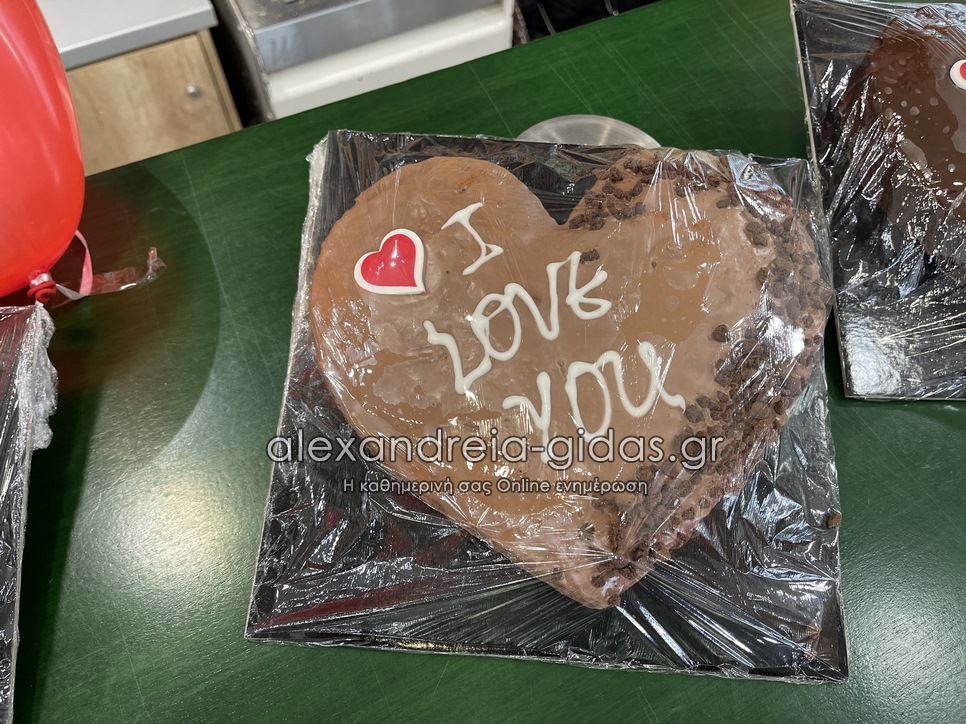 I
LOVE
YOU
alexandreia-gidas.gr
Η καθημερινή σας Online ενημέρωση